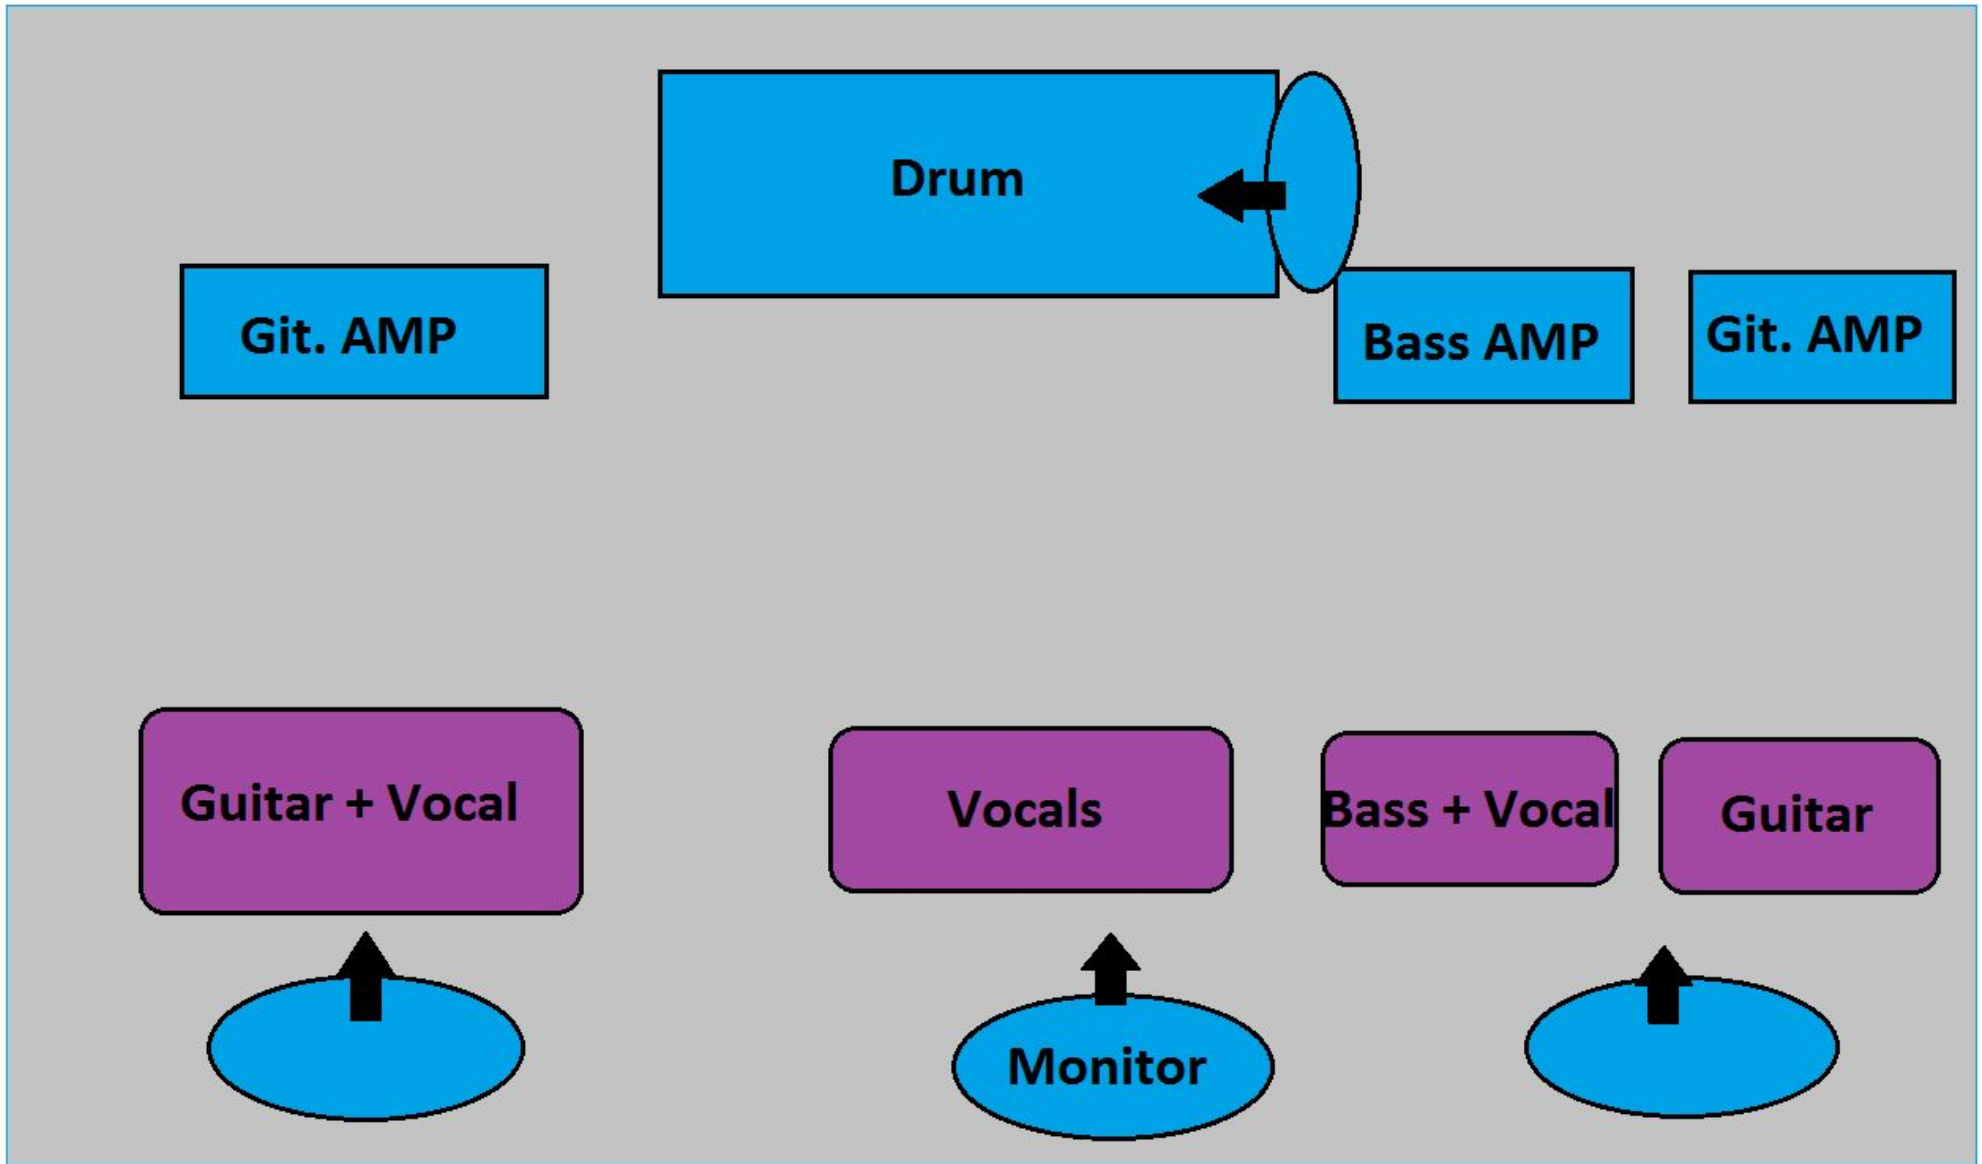 Drum
Git. AMP
Bass AMP
Git. AMP
Guitar + Vocal
Vocals
Bass + Vocal
Guitar
Monitor